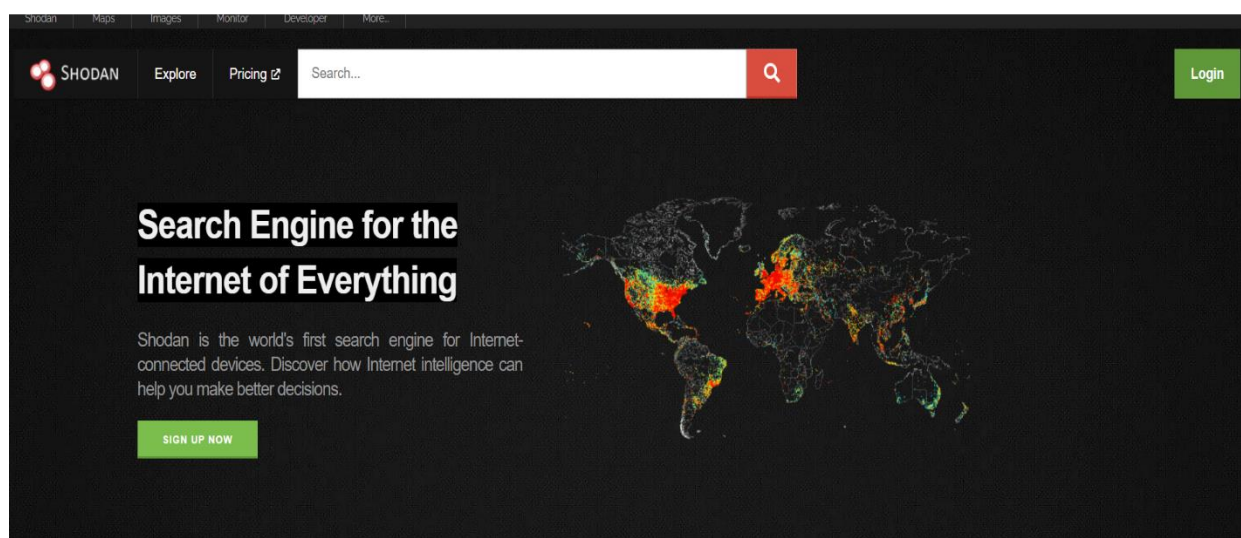 Shodan Maps Images Monitor Developer More...
SHODAN Explore Pricing Search... Login
Search Engine for the
Internet of Everything
Shodan is the world's first search engine for Internet-
connected devices. Discover how Internet intelligence can
help you make better decisions.
SIGN UP NOW